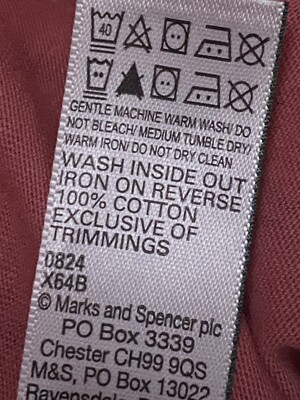 40
GENTLE MACHINE WARM WASH/ DO
NOT BLEACH/ MEDIUM TUMBLE DRY/
WARM IRON/ DO NOT DRY CLEAN
WASH INSIDE OUT
IRON ON REVERSE
100% COTTON
EXCLUSIVE OF
TRIMMINGS
0824
X64B
© Marks and Spencer plc
PO Box 3339
Chester CH99 9QS
M&S, PO Box 13022